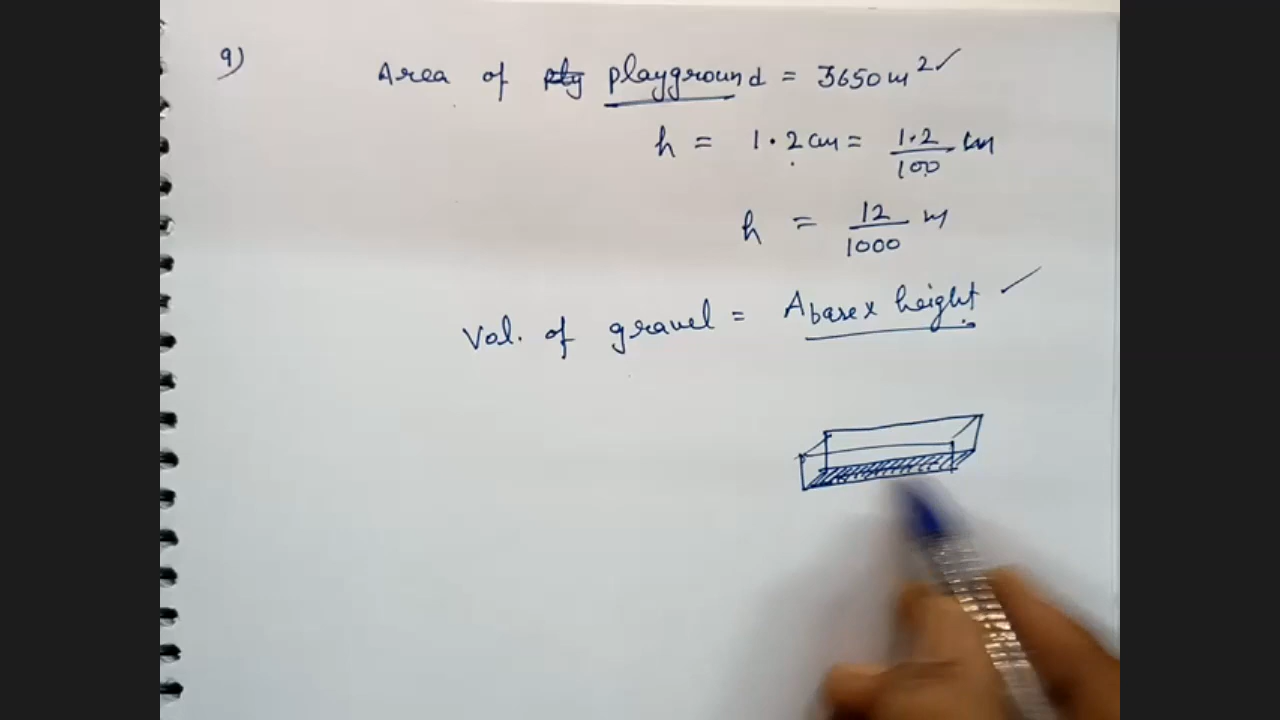 9) Area of playground = 3650 m²✓
h = 1.2 cm = 1.2/100 m
h = 12/1000 m
Vol. of gravel = Abase x height ✓